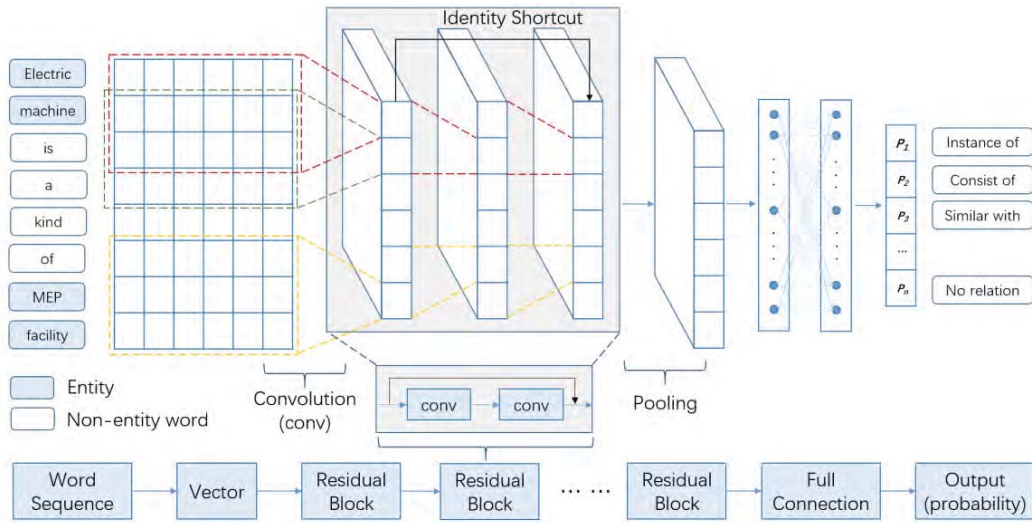 Identity Shortcut
Electric
machine
is
a
kind
of
MEP
facility
P1
P2
P3
...
Pn
Instance of
Consist of
Similar with
No relation
Entity
Non-entity word
Convolution
(conv)
conv
conv
Pooling
Word
Sequence
Vector
Residual
Block
Residual
Block
... ...
Residual
Block
Full
Connection
Output
(probability)